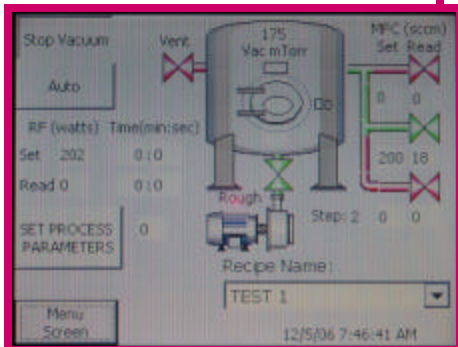 Stop Vacuum
Vent
175
Vac mTorr
MFC (sccm)
Set Read
Auto
0 0
RF (watts) Time(min:sec)
Set 202 0:0
200 18
Read 0 0:0
Rough
SET PROCESS
PARAMETERS
0
Step: 2 0 0
Recipe Name:
TEST 1
Menu
Screen
12/5/06 7:46:41 AM